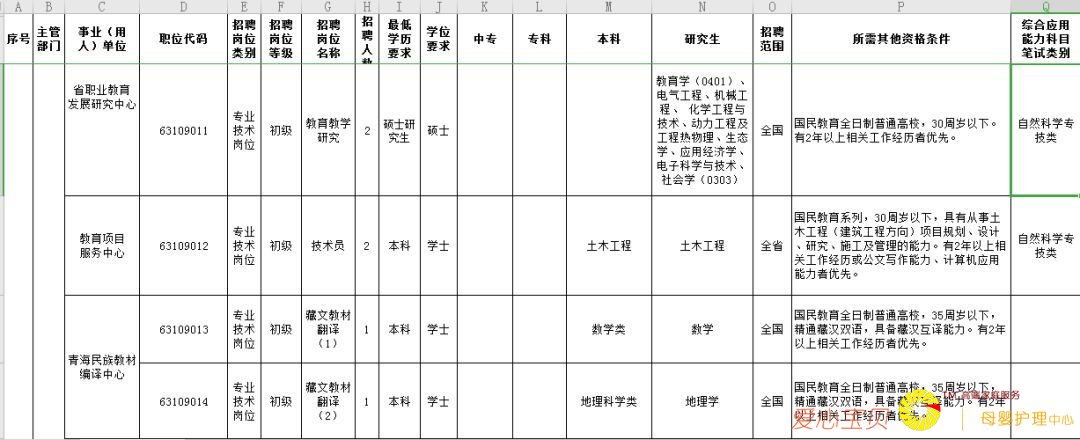 A B C D E F G H I J K L M N O P Q
序号
主管
部门
事业（用
人）单位
职位代码
招聘
岗位
类别
招聘
岗位
等级
招聘
岗位
名称
招
聘
人
最低
学历
要求
学位
要求
中专
专科
本科
研究生
招聘
范围
所需其他资格条件
综合应用
能力科目
笔试类别
省职业教育
发展研究中心
63109011
专业
技术
岗位
初级
教育教学
研究
2
硕士研
究生
硕士
教育学（0401）、
电气工程、机械工
程、 化学工程与
技术、动力工程及
工程热物理、生态
学、应用经济学、
电子科学与技术、
社会学（0303）
全国
国民教育全日制普通高校，30周岁以下。
有2年以上相关工作经历者优先。
自然科学专
技类
教育项目
服务中心
63109012
专业
技术
岗位
初级
技术员
2
本科
学士
土木工程
土木工程
全省
国民教育系列，30周岁以下，具有从事土
木工程（建筑工程方向）项目规划、设计
、研究、施工及管理的能力。有2年以上相
关工作经历或公文写作能力、计算机应用
能力者优先。
自然科学专
技类
青海民族教材
编译中心
63109013
专业
技术
岗位
初级
藏文教材
翻译
（1）
1
本科
学士
数学类
数学
全国
国民教育全日制普通高校，35周岁以下，
精通藏汉双语，具备藏汉互译能力。有2年
以上相关工作经历者优先。
63109014
专业
技术
岗位
初级
藏文教材
翻译
（2）
1
本科
学士
地理科学类
地理学
全国
国民教育全日制普通高校，35周岁以下，
精通藏汉双语，具备藏汉互译能力。有2年
以上相关工作经历者优先。
爱心宝贝
高端家庭服务
母婴护理中心